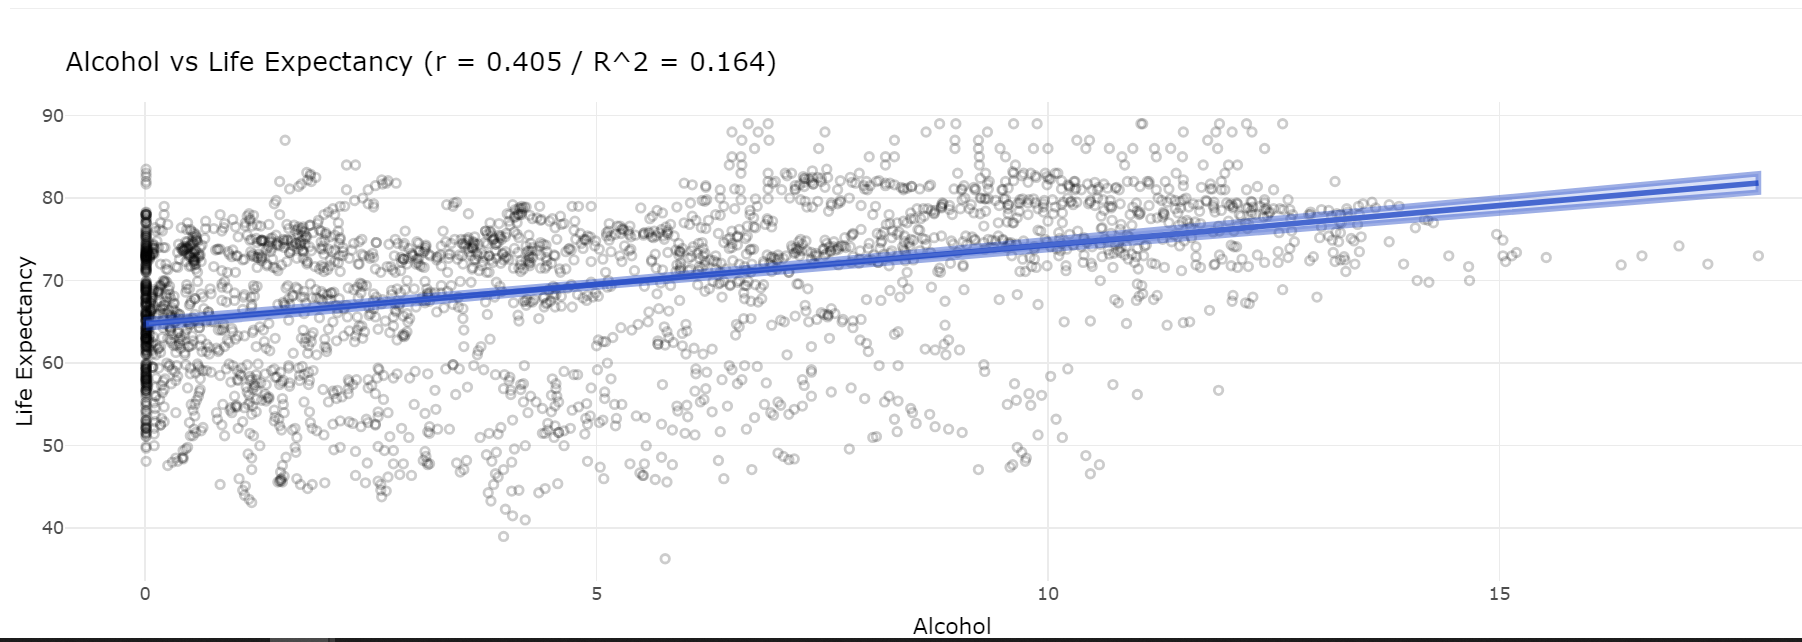 Alcohol vs Life Expectancy (r = 0.405 / R^2 = 0.164)
90
80
70
60
50
40
Life Expectancy
0 5 10 15
Alcohol